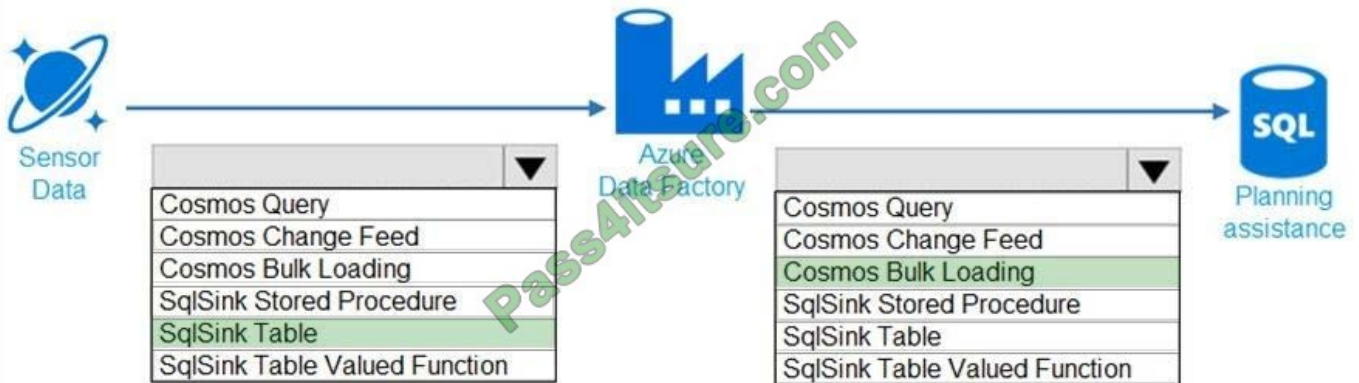 Sensor
Data
Azure
Data Factory
SQL
Planning
assistance
Cosmos Query
Cosmos Change Feed
Cosmos Bulk Loading
SqlSink Stored Procedure
SqlSink Table
SqlSink Table Valued Function
Cosmos Query
Cosmos Change Feed
Cosmos Bulk Loading
SqlSink Stored Procedure
SqlSink Table
SqlSink Table Valued Function
Pass4itsure.com